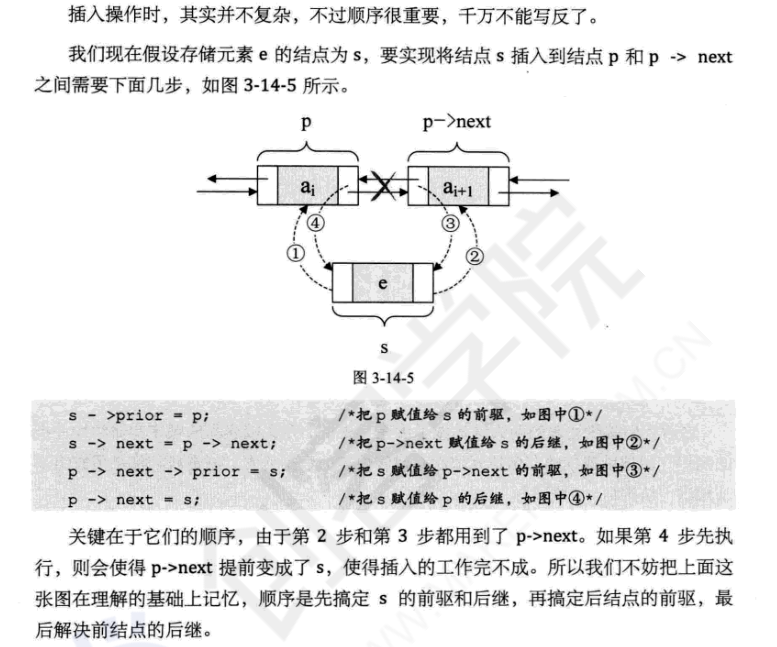 插入操作时，其实并不复杂，不过顺序很重要，千万不能写反了。
我们现在假设存储元素 e 的结点为 s，要实现将结点 s 插入到结点 p 和 p -> next
之间需要下面几步，如图 3-14-5 所示。
p p->next
ai ai+1
④ ③
① ②
e
s
图 3-14-5
s - >prior = p; /*把 p 赋值给 s 的前驱，如图中①*/
s -> next = p -> next; /*把 p->next 赋值给 s 的后继，如图中②*/
p -> next -> prior = s; /*把 s 赋值给 p->next 的前驱，如图中③*/
p -> next = s; /*把 s 赋值给 p 的后继，如图中④*/
关键在于它们的顺序，由于第 2 步和第 3 步都用到了 p->next。如果第 4 步先执
行，则会使得 p->next 提前变成了 s，使得插入的工作完不成。所以我们不妨把上面这
张图在理解的基础上记忆，顺序是先搞定 s 的前驱和后继，再搞定后结点的前驱，最
后解决前结点的后继。